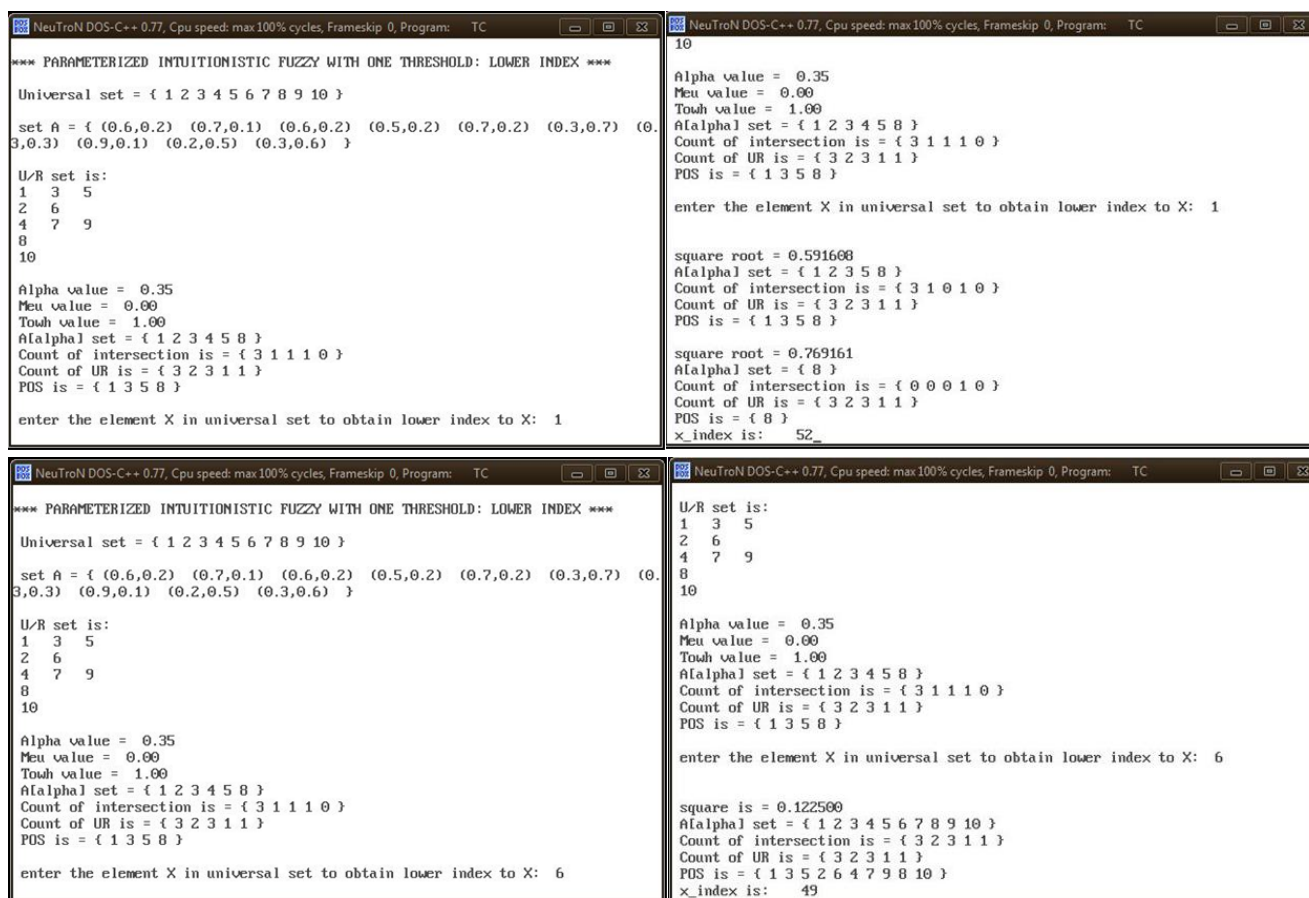 NeuTroN DOS-C++ 0.77, Cpu speed: max 100% cycles, Frameskip 0, Program: TC
*** PARAMETERIZED INTUITIONISTIC FUZZY WITH ONE THRESHOLD: LOWER INDEX ***
Universal set = { 1 2 3 4 5 6 7 8 9 10 }
set A = { (0.6,0.2) (0.7,0.1) (0.6,0.2) (0.5,0.2) (0.7,0.2) (0.3,0.7) (0.
3,0.3) (0.9,0.1) (0.2,0.5) (0.3,0.6) }
U/R set is:
1 3 5
2 6
4 7 9
8
10
Alpha value = 0.35
Meu value = 0.00
Towh value = 1.00
A[alpha] set = { 1 2 3 4 5 8 }
Count of intersection is = { 3 1 1 1 0 }
Count of UR is = { 3 2 3 1 1 }
POS is = { 1 3 5 8 }
enter the element X in universal set to obtain lower index to X: 1
NeuTroN DOS-C++ 0.77, Cpu speed: max 100% cycles, Frameskip 0, Program: TC
10
Alpha value = 0.35
Meu value = 0.00
Towh value = 1.00
A[alpha] set = { 1 2 3 4 5 8 }
Count of intersection is = { 3 1 1 1 0 }
Count of UR is = { 3 2 3 1 1 }
POS is = { 1 3 5 8 }
enter the element X in universal set to obtain lower index to X: 1
square root = 0.591608
A[alpha] set = { 1 2 3 5 8 }
Count of intersection is = { 3 1 0 1 0 }
Count of UR is = { 3 2 3 1 1 }
POS is = { 1 3 5 8 }
square root = 0.769161
A[alpha] set = { 8 }
Count of intersection is = { 0 0 0 1 0 }
Count of UR is = { 3 2 3 1 1 }
POS is = { 8 }
x_index is: 52_
NeuTroN DOS-C++ 0.77, Cpu speed: max 100% cycles, Frameskip 0, Program: TC
*** PARAMETERIZED INTUITIONISTIC FUZZY WITH ONE THRESHOLD: LOWER INDEX ***
Universal set = { 1 2 3 4 5 6 7 8 9 10 }
set A = { (0.6,0.2) (0.7,0.1) (0.6,0.2) (0.5,0.2) (0.7,0.2) (0.3,0.7) (0.
3,0.3) (0.9,0.1) (0.2,0.5) (0.3,0.6) }
U/R set is:
1 3 5
2 6
4 7 9
8
10
Alpha value = 0.35
Meu value = 0.00
Towh value = 1.00
A[alpha] set = { 1 2 3 4 5 8 }
Count of intersection is = { 3 1 1 1 0 }
Count of UR is = { 3 2 3 1 1 }
POS is = { 1 3 5 8 }
enter the element X in universal set to obtain lower index to X: 6
NeuTroN DOS-C++ 0.77, Cpu speed: max 100% cycles, Frameskip 0, Program: TC
U/R set is:
1 3 5
2 6
4 7 9
8
10
Alpha value = 0.35
Meu value = 0.00
Towh value = 1.00
A[alpha] set = { 1 2 3 4 5 8 }
Count of intersection is = { 3 1 1 1 0 }
Count of UR is = { 3 2 3 1 1 }
POS is = { 1 3 5 8 }
enter the element X in universal set to obtain lower index to X: 6
square is = 0.122500
A[alpha] set = { 1 2 3 4 5 6 7 8 9 10 }
Count of intersection is = { 3 2 3 1 1 }
Count of UR is = { 3 2 3 1 1 }
POS is = { 1 3 5 2 6 4 7 9 8 10 }
x_index is: 49